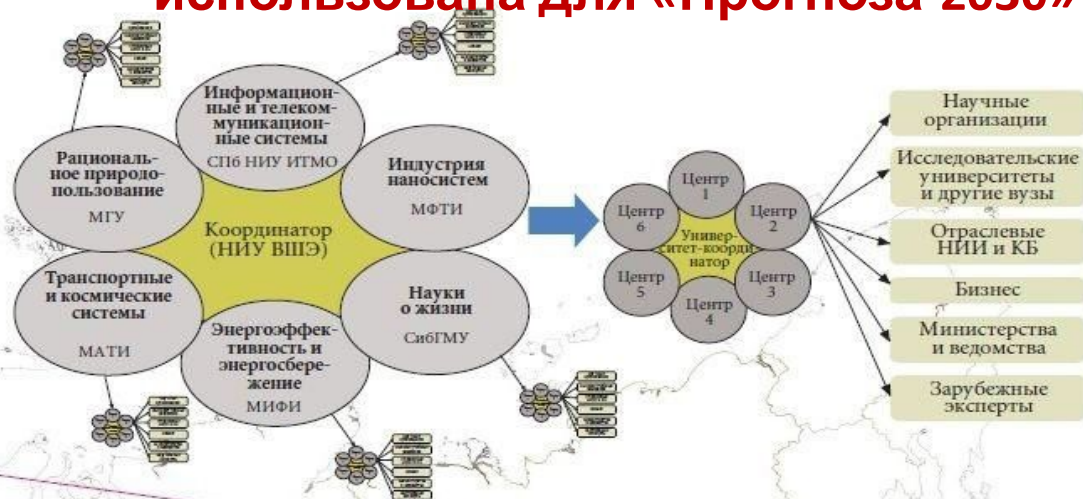 использована для «Прогноза 2030»
Информацион-
ные и телеком-
муникацион-
ные системы
СПб НИУ ИТМО
Рациональ-
ное природо-
пользование
МГУ
Индустрия
наносистем
МФТИ
Координатор
(НИУ ВШЭ)
Транспортные
и космические
системы
МАТИ
Науки
о жизни
СибГМУ
Энергоэффек-
тивность и
энергосбере-
жение
МИФИ
Центр
1
Центр
2
Центр
3
Центр
4
Центр
5
Центр
6
Универ-
ситет-коорди-
натор
Научные
организации
Исследовательские
университеты
и другие вузы
Отраслевые
НИИ и КБ
Бизнес
Министерства
и ведомства
Зарубежные
эксперты